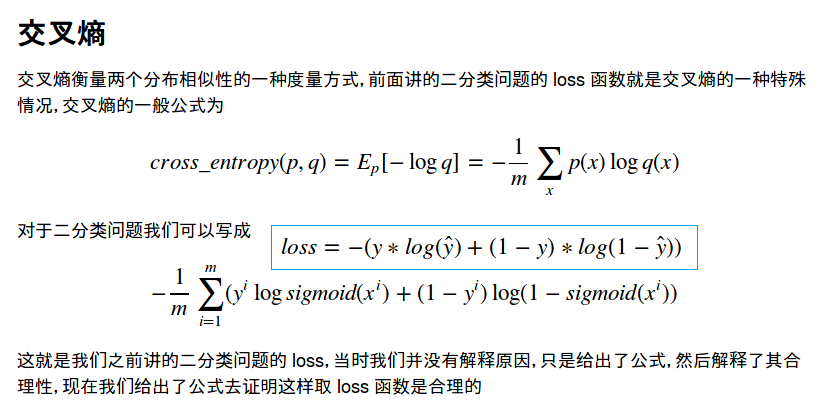 交叉熵
交叉熵衡量两个分布相似性的一种度量方式，前面讲的二分类问题的 loss 函数就是交叉熵的一种特殊
情况，交叉熵的一般公式为
cross_entropy(p, q) = E_p[− log q] = −\frac{1}{m} \sum_{x} p(x) log q(x)
对于二分类问题我们可以写成
loss = −(y ∗ log(ŷ) + (1 − y) ∗ log(1 − ŷ))
−\frac{1}{m} \sum_{i=1}^{m} (y^i log sigmoid(x^i) + (1 − y^i) log(1 − sigmoid(x^i))
这就是我们之前讲的二分类问题的 loss，当时我们并没有解释原因，只是给出了公式，然后解释了其合
理性，现在我们给出了公式去证明这样取 loss 函数是合理的